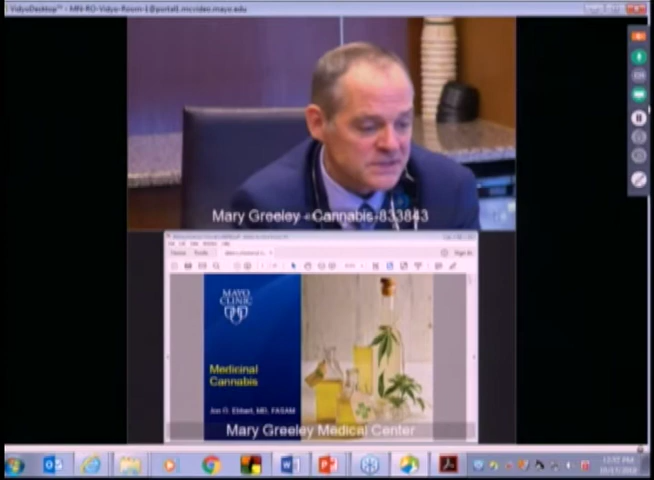 VidyoDesktop™ - MN-RO-Vidyo-Room-1@portal1.mcvideo.mayo.edu
Mary Greeley - Cannabis-833843
MAYO
CLINIC
Medicinal
Cannabis
Jon O. Ebbert, MD, FASAM
Mary Greeley Medical Center